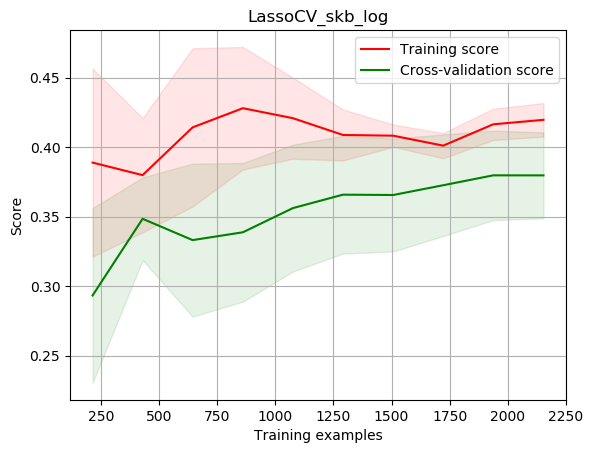 LassoCV_skb_log
Training score
Cross-validation score
Score
0.45
0.40
0.35
0.30
0.25
250
500
750
1000
1250
1500
1750
2000
2250
Training examples